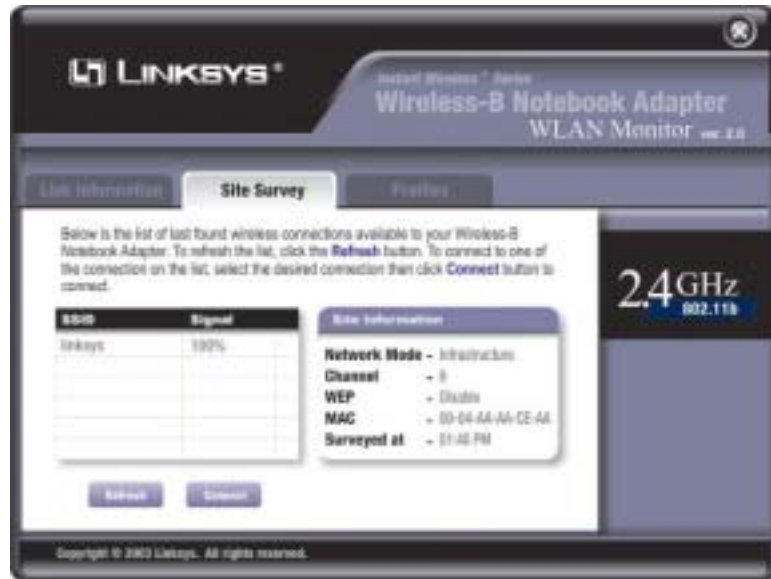 LINKSYS®
Instant Wireless™ Series
Wireless-B Notebook Adapter
WLAN Monitor ver. 2.0
Link Information
Site Survey
Profiles
Below is the list of last found wireless connections available to your Wireless-B
Notebook Adapter. To refresh the list, click the Refresh button. To connect to one of
the connection on the list, select the desired connection then click Connect button to
connect.
SSID Signal
linksys 100%
Site Information
Network Mode - Infrastructure
Channel -
WEP - Disable
MAC - 00-04-AA-AA-CE-AA
Surveyed at - PM
Refresh Connect
2.4GHz
802.11b
Copyright © 2003 Linksys. All rights reserved.